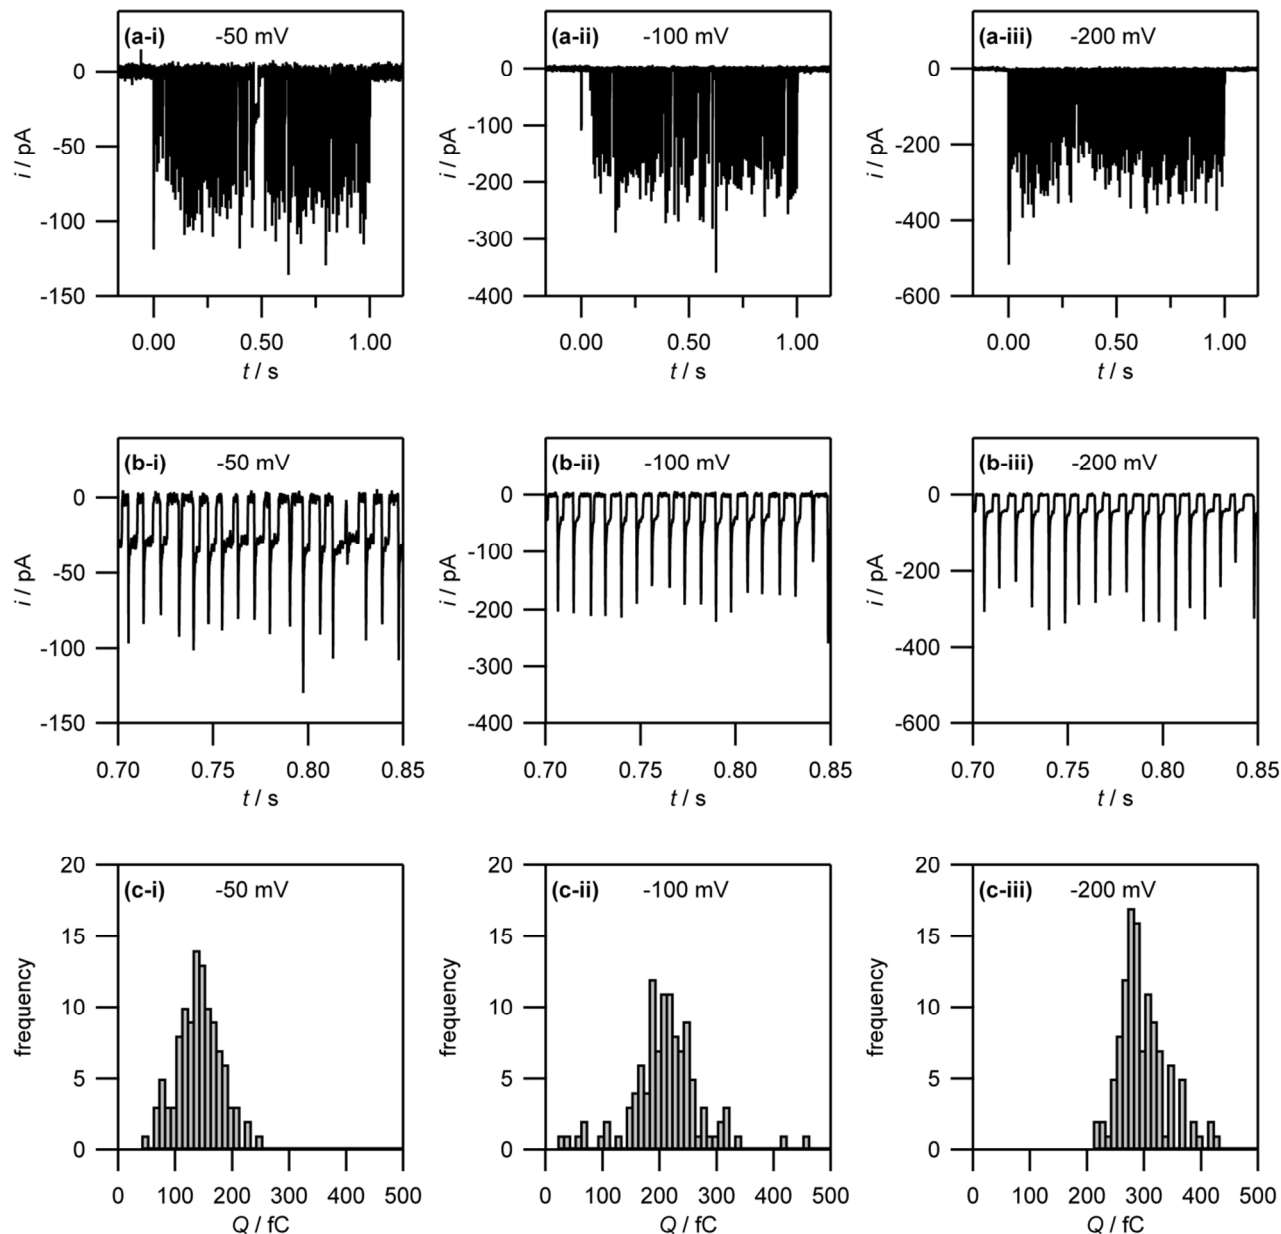 (a-i) -50 mV
0
-50
-100
-150
i / pA
0.00 0.50 1.00
t / s
(a-ii) -100 mV
0
-100
-200
-300
-400
i / pA
0.00 0.50 1.00
t / s
(a-iii) -200 mV
0
-200
-400
-600
i / pA
0.00 0.50 1.00
t / s
(b-i) -50 mV
0
-50
-100
-150
i / pA
0.70 0.75 0.80 0.85
t / s
(b-ii) -100 mV
0
-100
-200
-300
-400
i / pA
0.70 0.75 0.80 0.85
t / s
(b-iii) -200 mV
0
-200
-400
-600
i / pA
0.70 0.75 0.80 0.85
t / s
(c-i) -50 mV
20
15
10
5
0
frequency
0 100 200 300 400 500
Q / fC
(c-ii) -100 mV
20
15
10
5
0
frequency
0 100 200 300 400 500
Q / fC
(c-iii) -200 mV
20
15
10
5
0
frequency
0 100 200 300 400 500
Q / fC